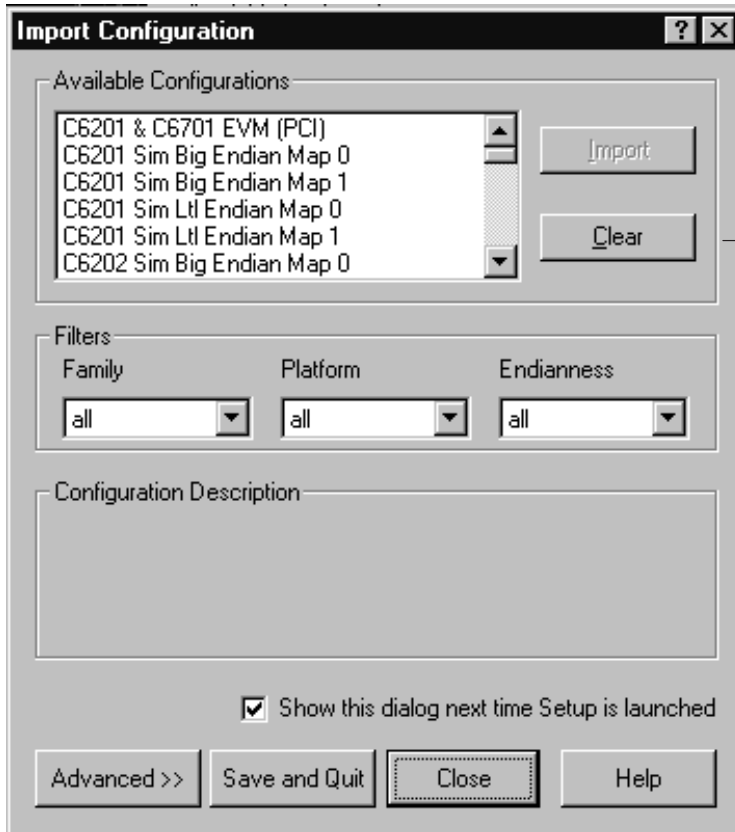 Import Configuration
Available Configurations
C6201 & C6701 EVM (PCI)
C6201 Sim Big Endian Map 0
C6201 Sim Big Endian Map 1
C6201 Sim Ltl Endian Map 0
C6201 Sim Ltl Endian Map 1
C6202 Sim Big Endian Map 0
Import
Clear
Filters
Family Platform Endianness
all all all
Configuration Description
Show this dialog next time Setup is launched
Advanced >> Save and Quit Close Help